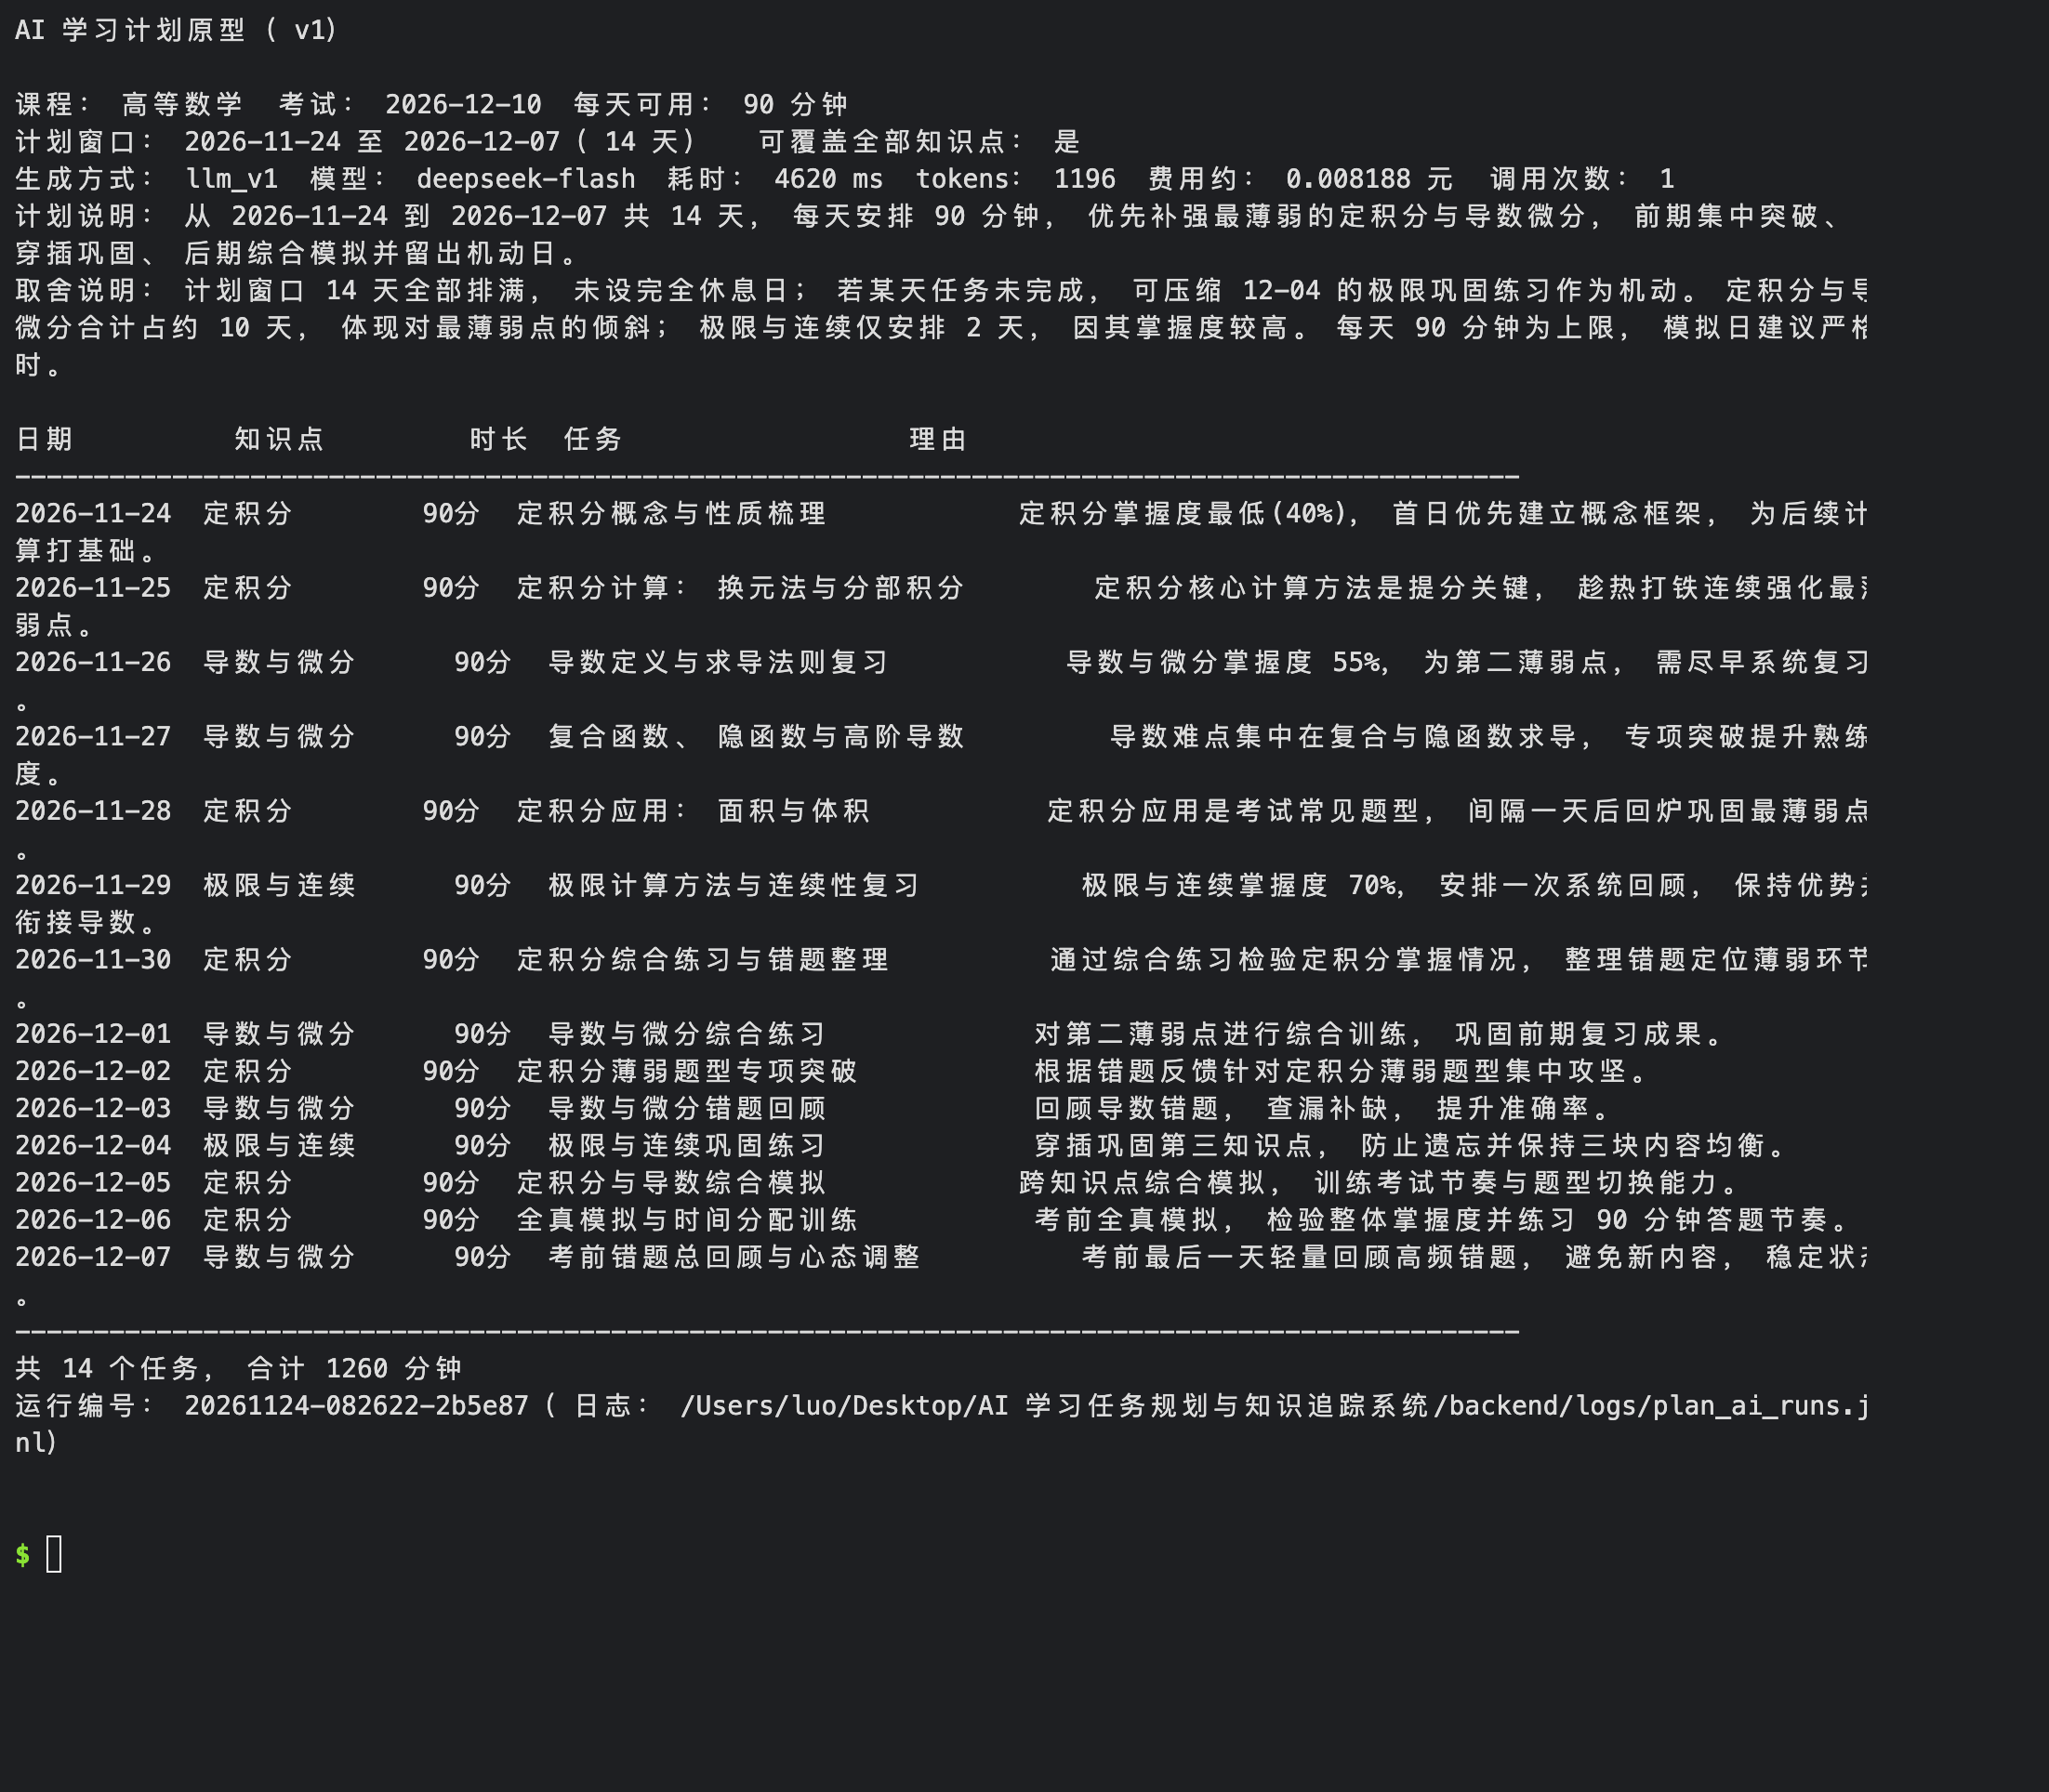 AI 学习计划原型（v1）
课程： 高等数学 考试： 2026-12-10 每天可用： 90 分钟
计划窗口： 2026-11-24 至 2026-12-07（14 天） 可覆盖全部知识点： 是
生成方式： llm_v1 模型： deepseek-flash 耗时： 4620 ms tokens： 1196 费用约： 0.008188 元 调用次数： 1
计划说明： 从 2026-11-24 到 2026-12-07 共 14 天， 每天安排 90 分钟， 优先补强最薄弱的定积分与导数微分， 前期集中突破、
穿插巩固、 后期综合模拟并留出机动日。
取舍说明： 计划窗口 14 天全部排满， 未设完全休息日； 若某天任务未完成， 可压缩 12-04 的极限巩固练习作为机动。 定积分与导
微分合计占约 10 天， 体现对最薄弱点的倾斜； 极限与连续仅安排 2 天， 因其掌握度较高。 每天 90 分钟为上限， 模拟日建议严格
时。
日期 知识点 时长 任务 理由
2026-11-24 定积分 90分 定积分概念与性质梳理 定积分掌握度最低(40%)， 首日优先建立概念框架， 为后续计
算打基础。
2026-11-25 定积分 90分 定积分计算： 换元法与分部积分 定积分核心计算方法是提分关键， 趁热打铁连续强化最薄
弱点。
2026-11-26 导数与微分 90分 导数定义与求导法则复习 导数与微分掌握度 55%， 为第二薄弱点， 需尽早系统复习
。
2026-11-27 导数与微分 90分 复合函数、 隐函数与高阶导数 导数难点集中在复合与隐函数求导， 专项突破提升熟练
度。
2026-11-28 定积分 90分 定积分应用： 面积与体积 定积分应用是考试常见题型， 间隔一天后回炉巩固最薄弱点
。
2026-11-29 极限与连续 90分 极限计算方法与连续性复习 极限与连续掌握度 70%， 安排一次系统回顾， 保持优势并
衔接导数。
2026-11-30 定积分 90分 定积分综合练习与错题整理 通过综合练习检验定积分掌握情况， 整理错题定位薄弱环节
。
2026-12-01 导数与微分 90分 导数与微分综合练习 对第二薄弱点进行综合训练， 巩固前期复习成果。
2026-12-02 定积分 90分 定积分薄弱题型专项突破 根据错题反馈针对定积分薄弱题型集中攻坚。
2026-12-03 导数与微分 90分 导数与微分错题回顾 回顾导数错题， 查漏补缺， 提升准确率。
2026-12-04 极限与连续 90分 极限与连续巩固练习 穿插巩固第三知识点， 防止遗忘并保持三块内容均衡。
2026-12-05 定积分 90分 定积分与导数综合模拟 跨知识点综合模拟， 训练考试节奏与题型切换能力。
2026-12-06 定积分 90分 全真模拟与时间分配训练 考前全真模拟， 检验整体掌握度并练习 90 分钟答题节奏。
2026-12-07 导数与微分 90分 考前错题总回顾与心态调整 考前最后一天轻量回顾高频错题， 避免新内容， 稳定状态
。
共 14 个任务， 合计 1260 分钟
运行编号： 20261124-082622-2b5e87（日志： /Users/luo/Desktop/AI 学习任务规划与知识追踪系统/backend/logs/plan_ai_runs.j
nl）
$